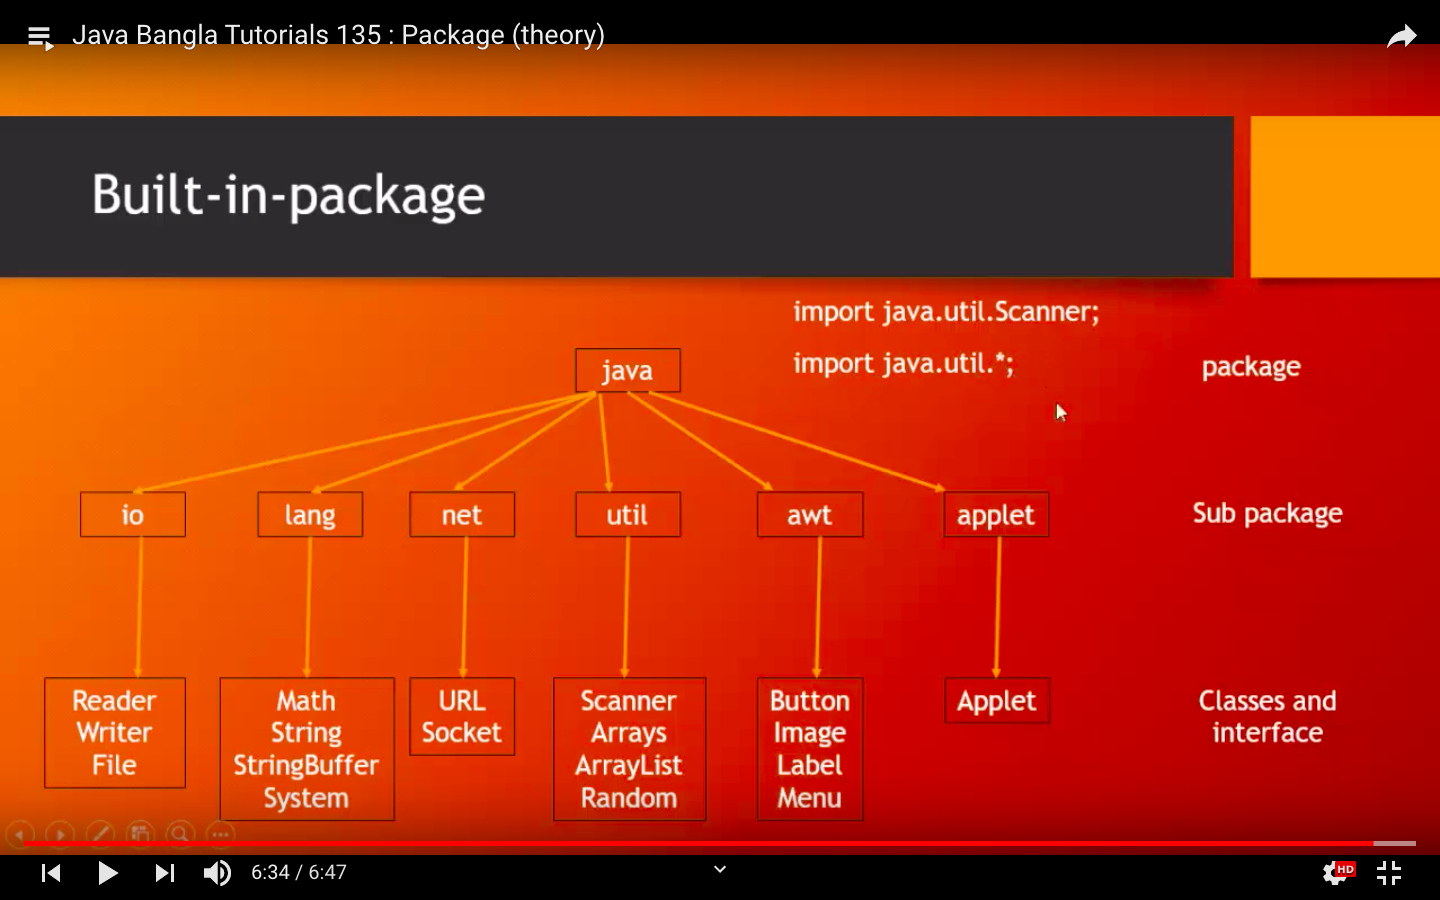 Java Bangla Tutorials 135 : Package (theory)
Built-in-package
import java.util.Scanner;
import java.util.*;
package
java
io
lang
net
util
awt
applet
Sub package
Reader
Writer
File
Math
String
StringBuffer
System
URL
Socket
Scanner
Arrays
ArrayList
Random
Button
Image
Label
Menu
Applet
Classes and
interface
6:34 / 6:47
HD